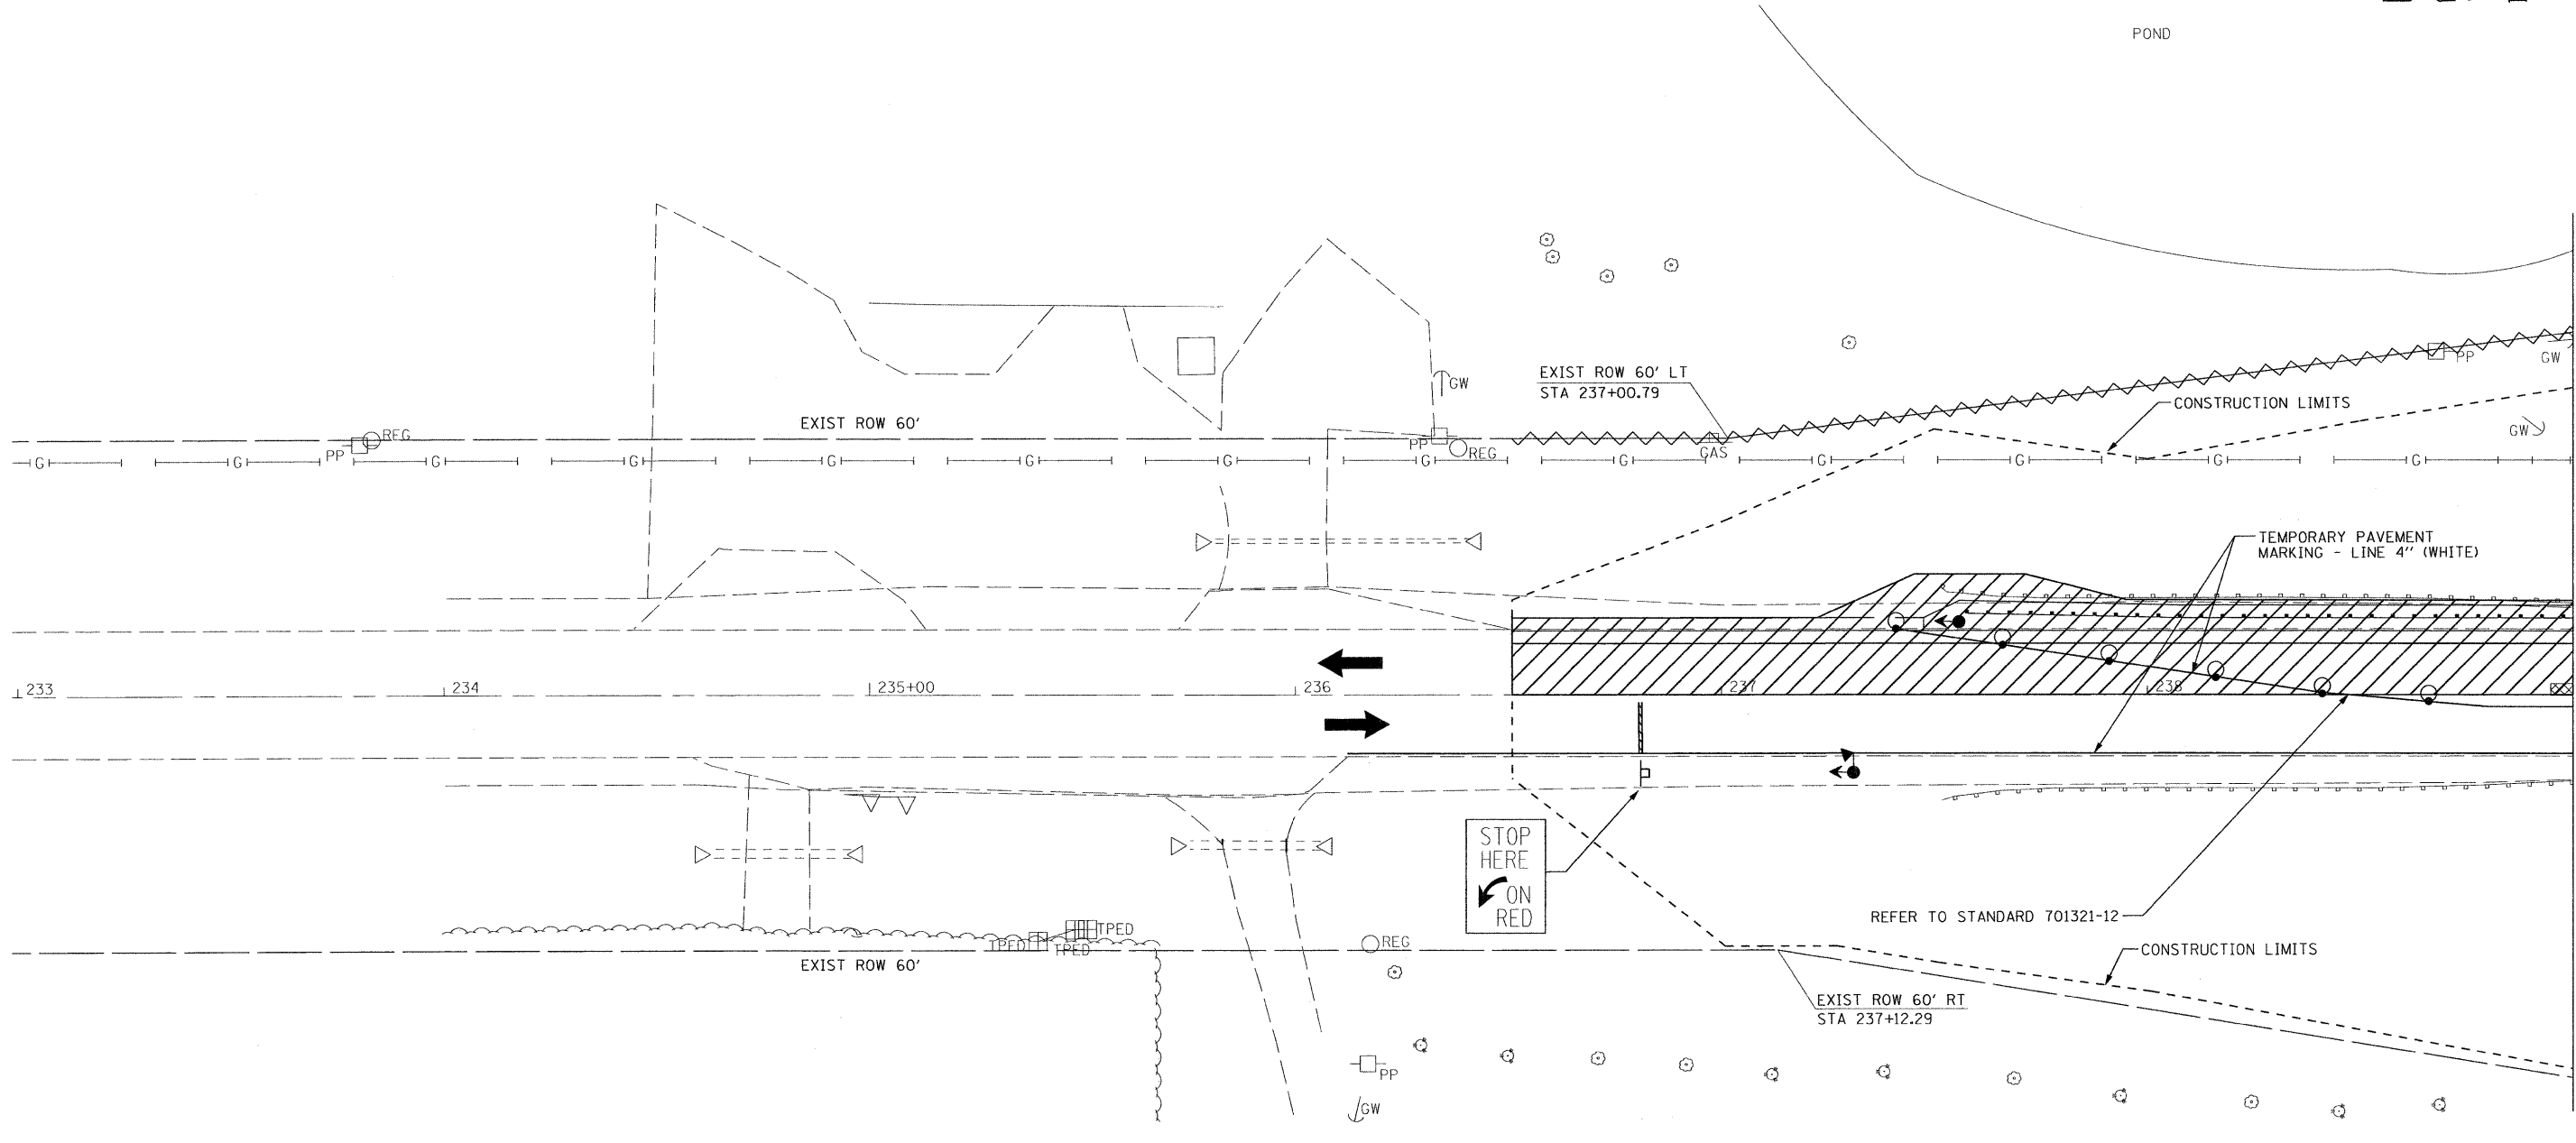 POND
EXIST ROW 60' LT
STA 237+00.79
PP
GW
GW
CONSTRUCTION LIMITS
EXIST ROW 60'
REG
PP
PP
REG
GAS
GW
G G G G G G G G G G G G G
TEMPORARY PAVEMENT
MARKING - LINE 4'' (WHITE)
233 234 235+00 236 237 238
STOP
HERE
ON
RED
REFER TO STANDARD 701321-12
TPED
TPED
TPED
REG
CONSTRUCTION LIMITS
EXIST ROW 60'
EXIST ROW 60' RT
STA 237+12.29
PP
GW